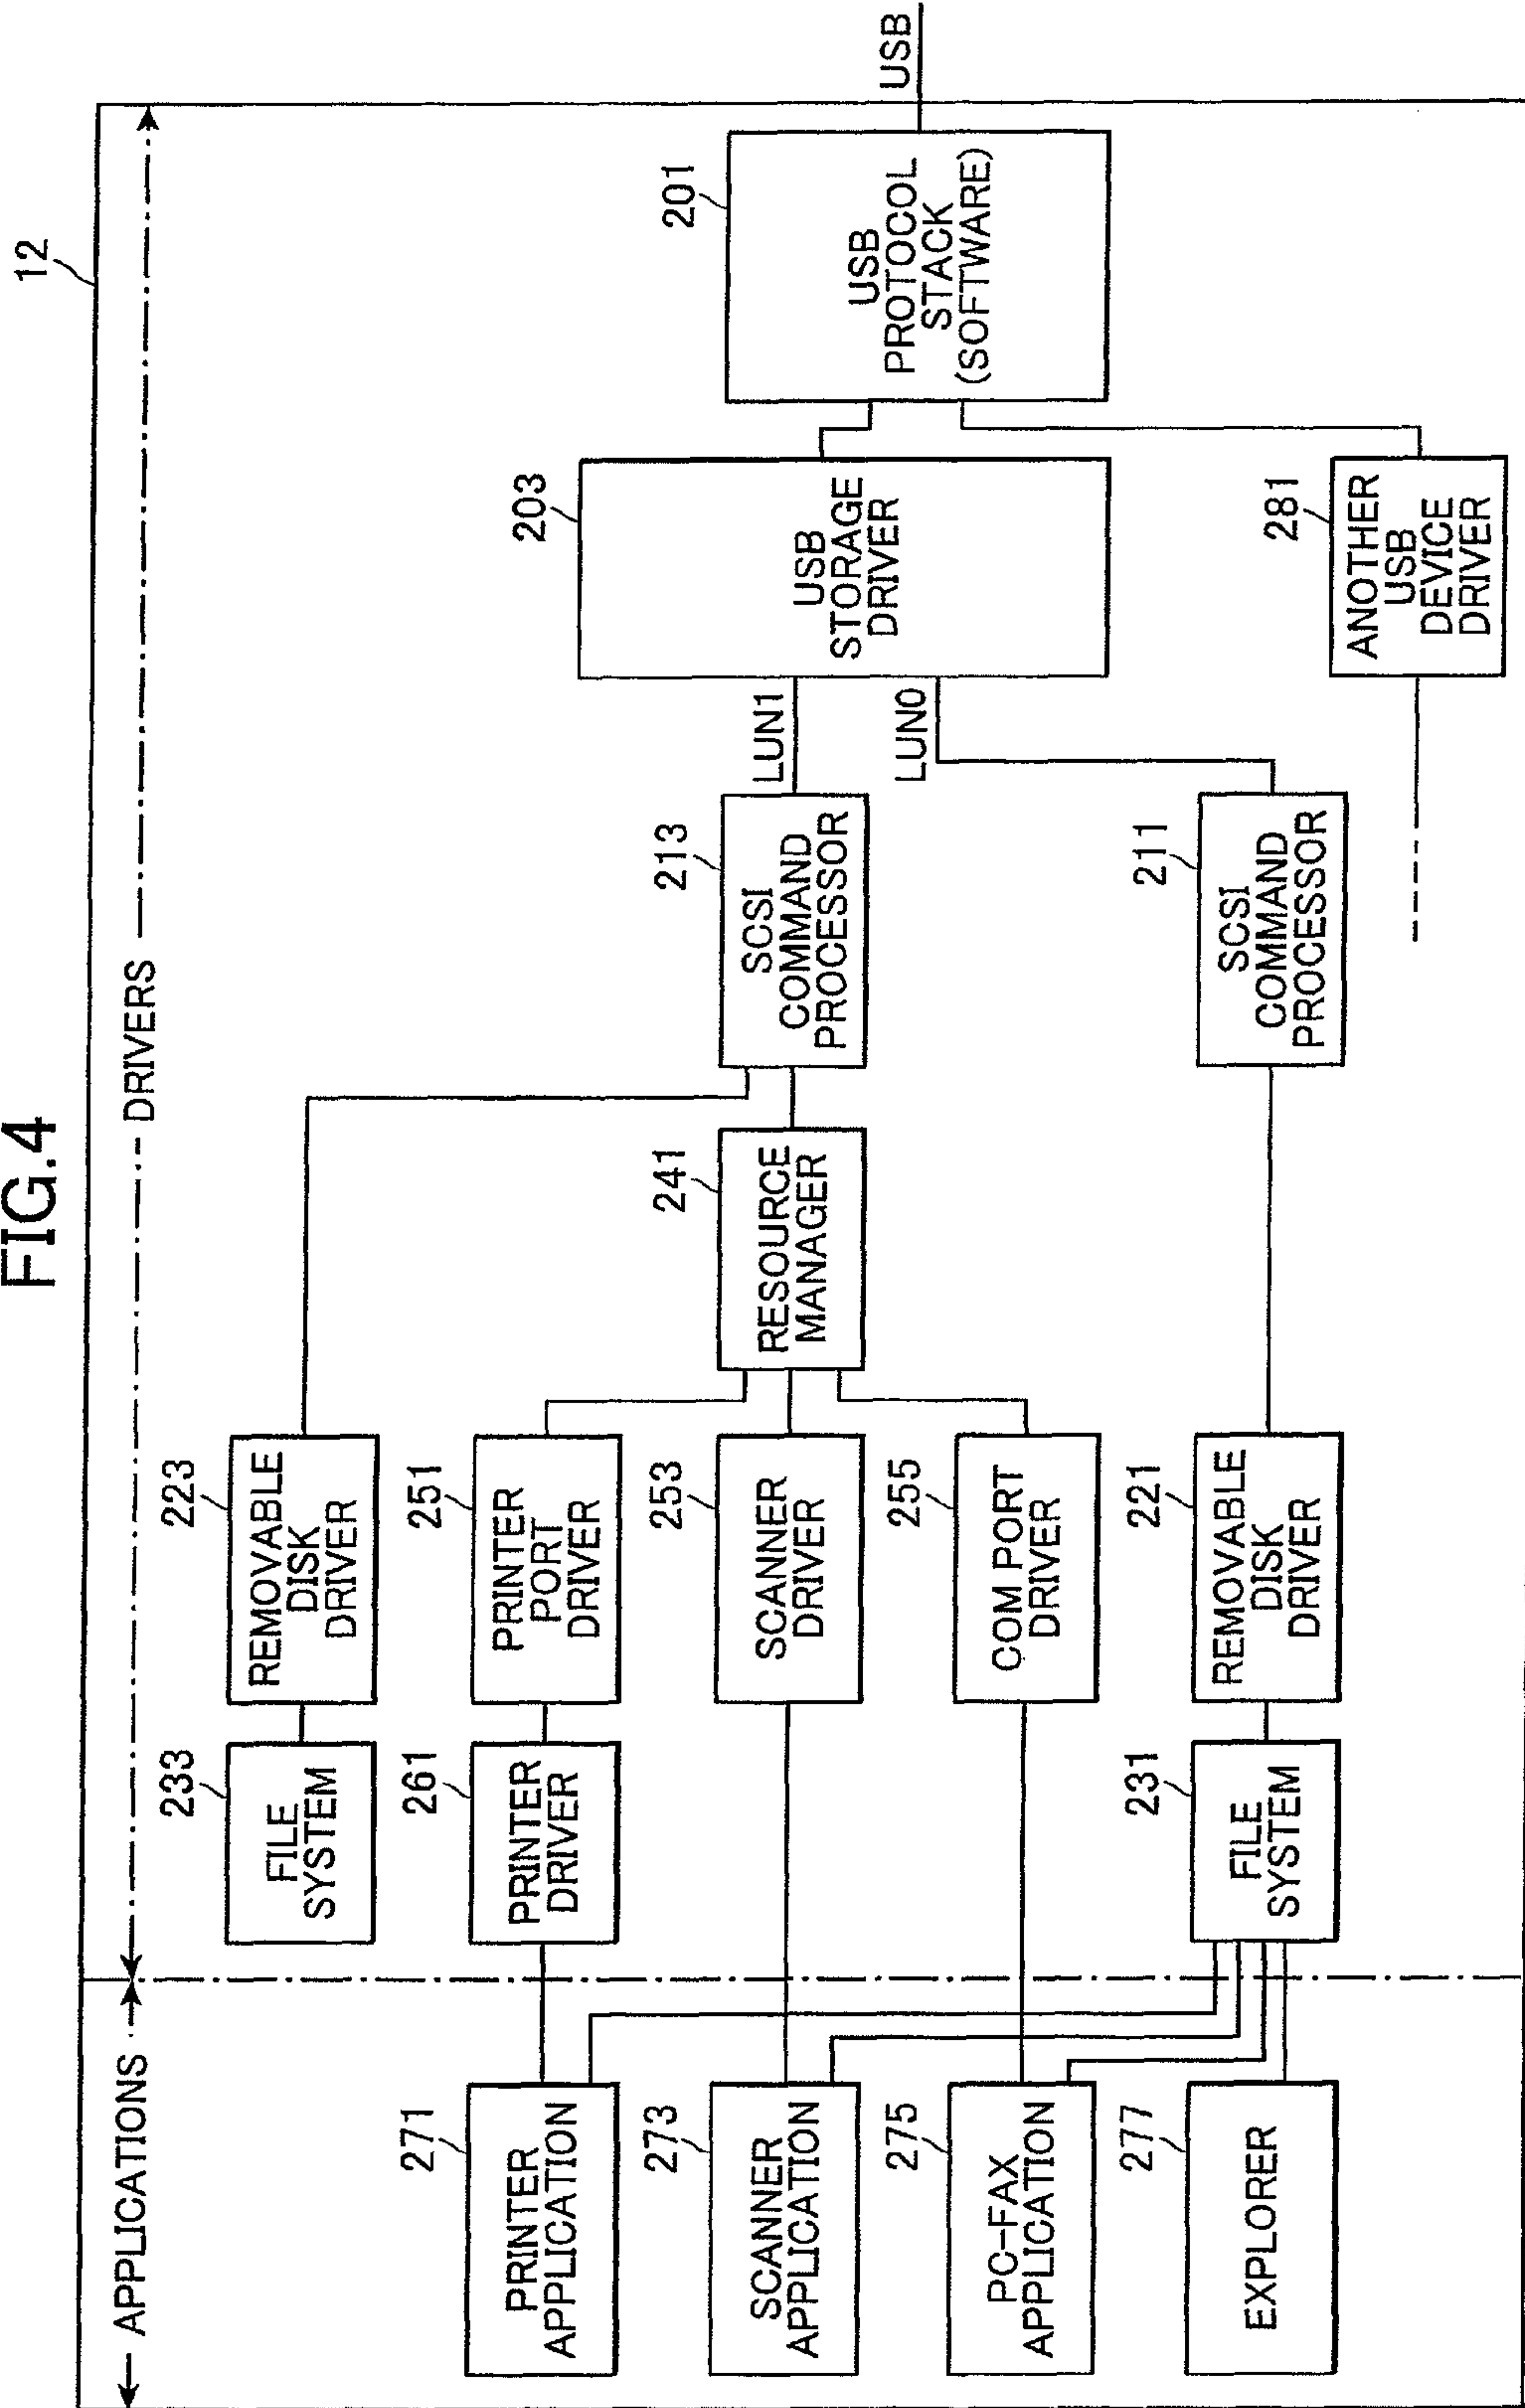 FIG.4
12
APPLICATIONS
DRIVERS
233
FILE
SYSTEM
223
REMOVABLE
DISK
DRIVER
271
PRINTER
APPLICATION
261
PRINTER
DRIVER
251
PRINTER
PORT
DRIVER
273
SCANNER
APPLICATION
253
SCANNER
DRIVER
241
RESOURCE
MANAGER
213
SCSI
COMMAND
PROCESSOR
LUN1
LUN0
203
USB
STORAGE
DRIVER
201
USB
PROTOCOL
STACK
(SOFTWARE)
USB
275
PC-FAX
APPLICATION
255
COM PORT
DRIVER
277
EXPLORER
231
FILE
SYSTEM
221
REMOVABLE
DISK
DRIVER
211
SCSI
COMMAND
PROCESSOR
281
ANOTHER
USB
DEVICE
DRIVER